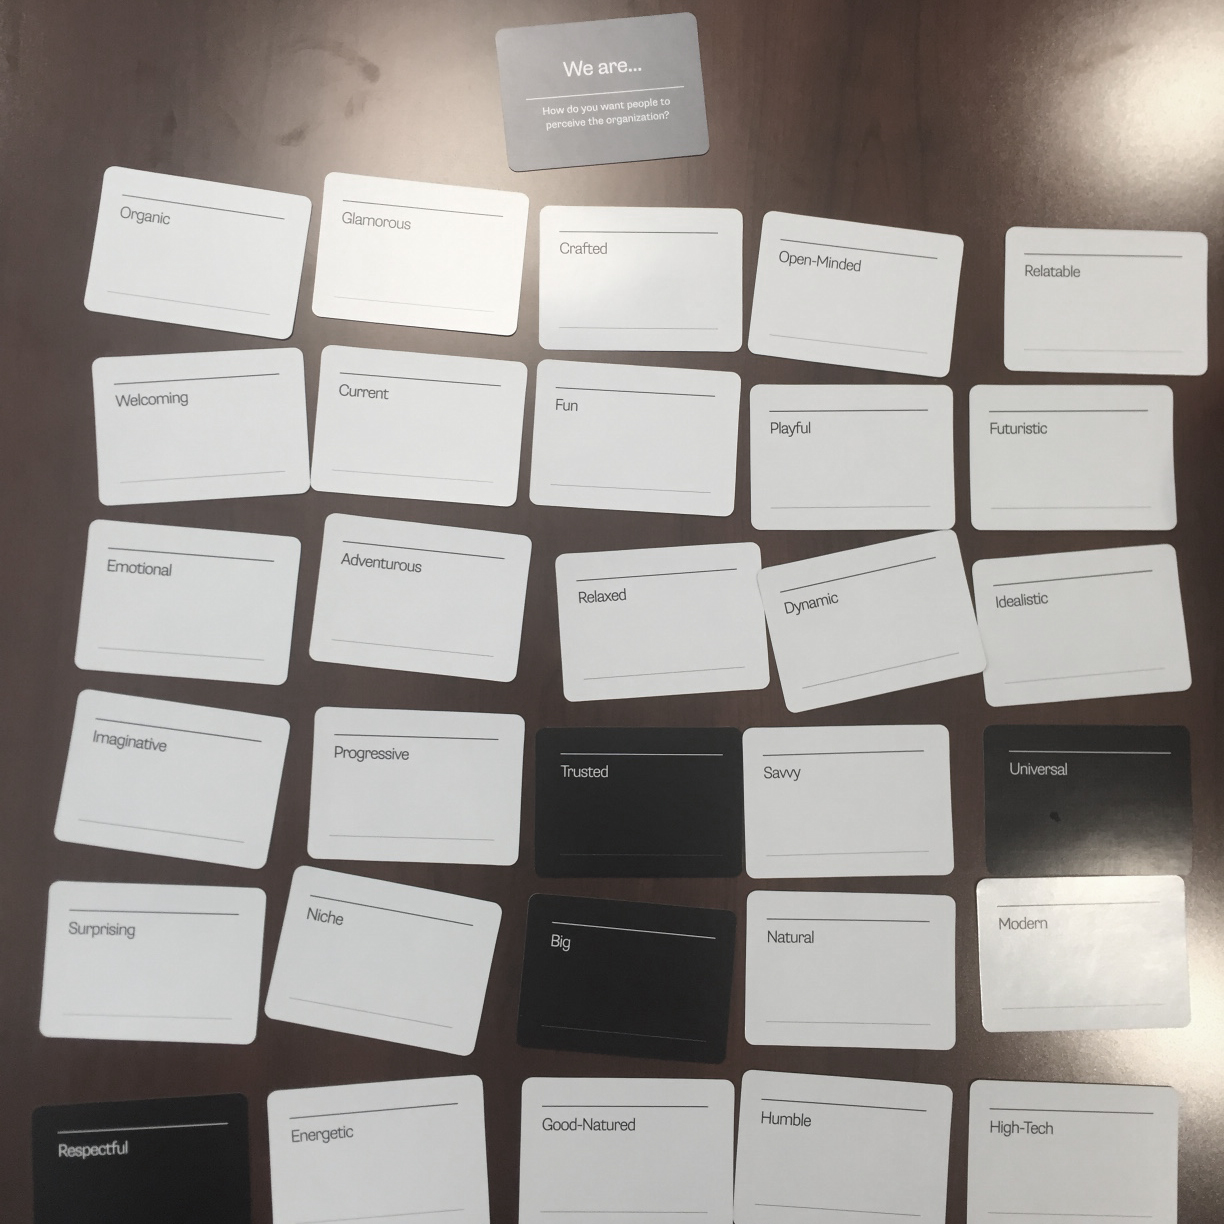 We are...
How do you want people to
perceive the organization?
Organic
Glamorous
Crafted
Open-Minded
Relatable
Welcoming
Current
Fun
Playful
Futuristic
Emotional
Adventurous
Relaxed
Dynamic
Idealistic
Imaginative
Progressive
Trusted
Savvy
Universal
Surprising
Niche
Big
Natural
Modern
Respectful
Energetic
Good-Natured
Humble
High-Tech